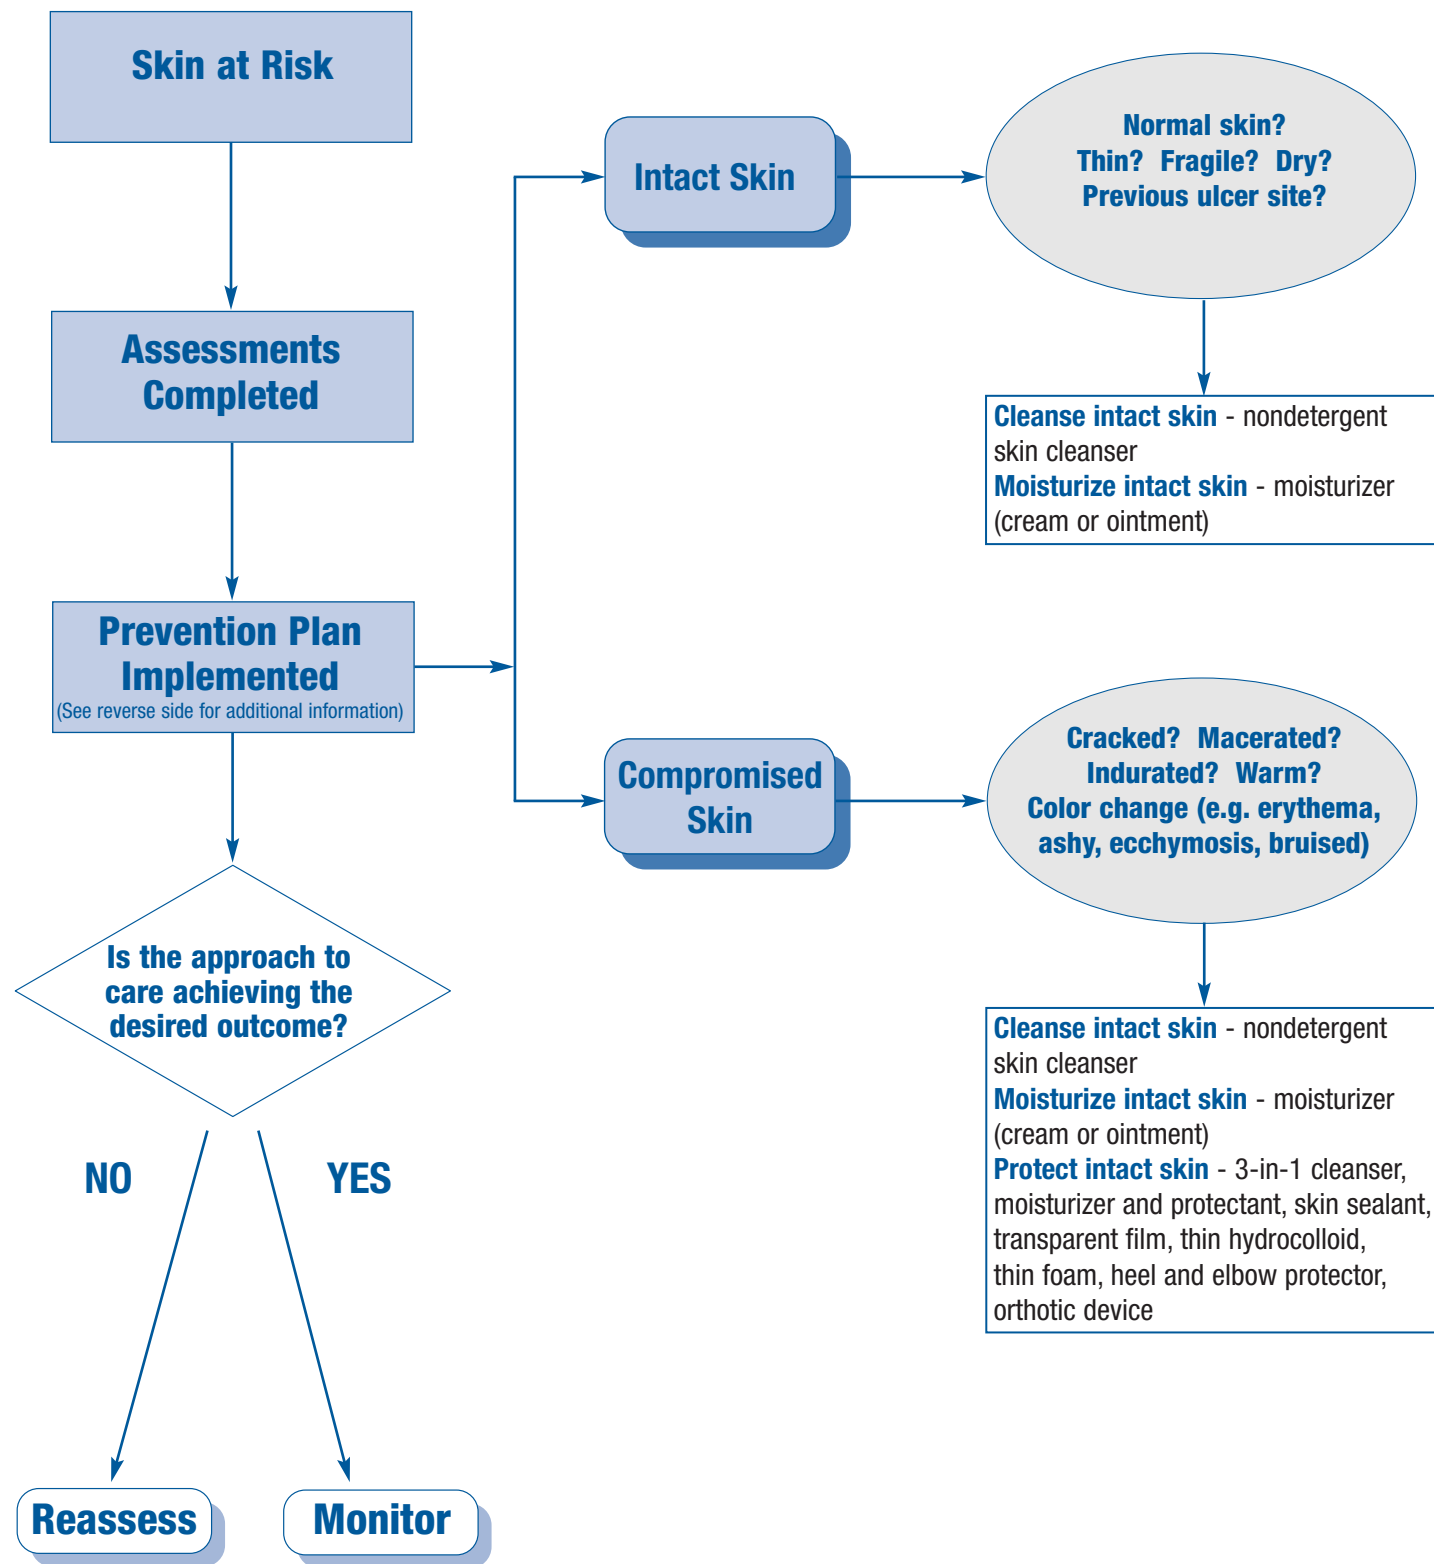 Skin at Risk
Assessments
Completed
Prevention Plan
Implemented
(See reverse side for additional information)
Is the approach to
care achieving the
desired outcome?
NO
YES
Reassess
Monitor
Intact Skin
Normal skin?
Thin? Fragile? Dry?
Previous ulcer site?
Cleanse intact skin - nondetergent
skin cleanser
Moisturize intact skin - moisturizer
(cream or ointment)
Compromised
Skin
Cracked? Macerated?
Indurated? Warm?
Color change (e.g. erythema,
ashy, ecchymosis, bruised)
Cleanse intact skin - nondetergent
skin cleanser
Moisturize intact skin - moisturizer
(cream or ointment)
Protect intact skin - 3-in-1 cleanser,
moisturizer and protectant, skin sealant,
transparent film, thin hydrocolloid,
thin foam, heel and elbow protector,
orthotic device